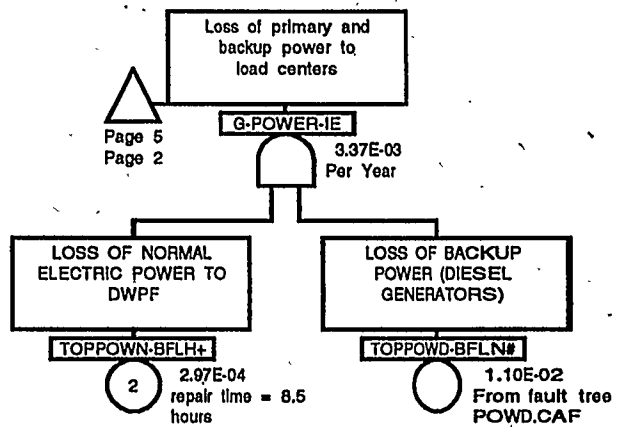 Loss of primary and
backup power to
load centers
Page 5
Page 2
G-POWER-IE
3.37E-03
Per Year
LOSS OF NORMAL
ELECTRIC POWER TO
DWPF
TOPPOWN-BFLH+
2
2.97E-04
repair time = 8.5
hours
LOSS OF BACKUP
POWER (DIESEL
GENERATORS)
TOPPOWD-BFLN#
1.10E-02
From fault tree
POWD.CAF